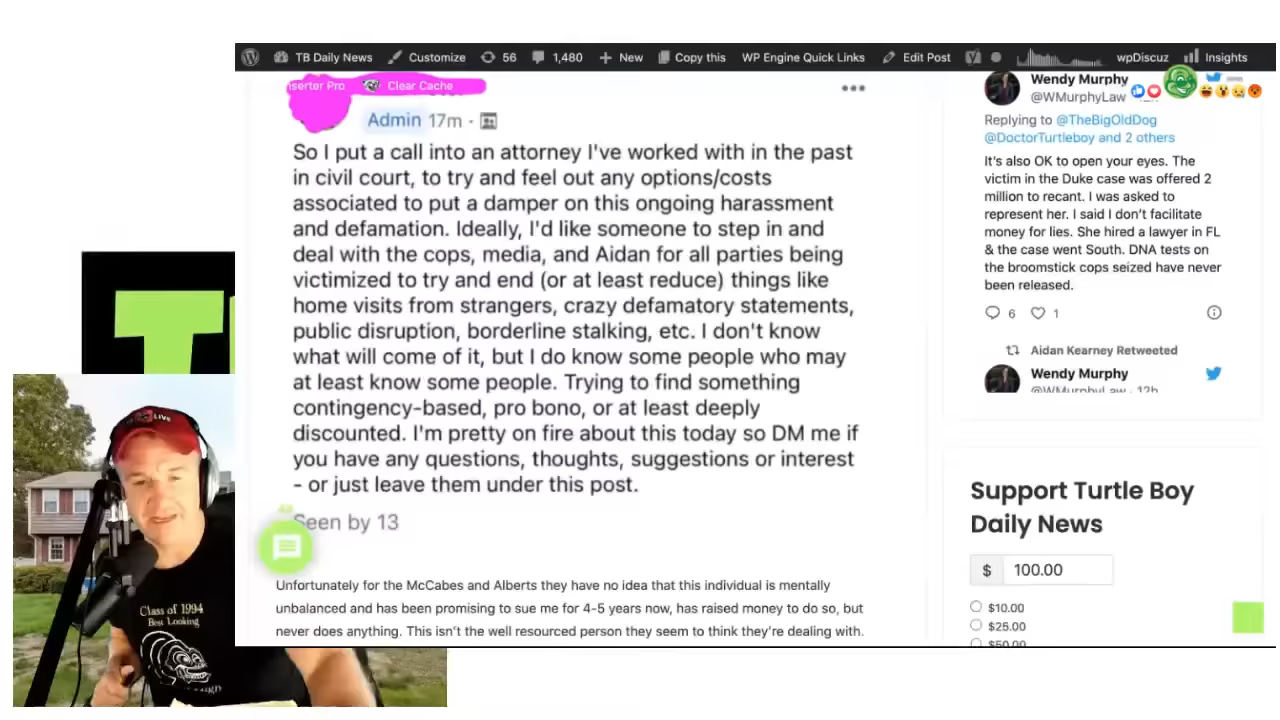 TB Daily News
Customize
56
1,480
New
Copy this
WP Engine Quick Links
Edit Post
wpDiscuz
Insights
nserter Pro
Clear Cache
Admin 17m ·
So I put a call into an attorney I've worked with in the past
in civil court, to try and feel out any options/costs
associated to put a damper on this ongoing harassment
and defamation. Ideally, I'd like someone to step in and
deal with the cops, media, and Aidan for all parties being
victimized to try and end (or at least reduce) things like
home visits from strangers, crazy defamatory statements,
public disruption, borderline stalking, etc. I don't know
what will come of it, but I do know some people who may
at least know some people. Trying to find something
contingency-based, pro bono, or at least deeply
discounted. I'm pretty on fire about this today so DM me if
you have any questions, thoughts, suggestions or interest
- or just leave them under this post.
Seen by 13
Unfortunately for the McCabes and Alberts they have no idea that this individual is mentally
unbalanced and has been promising to sue me for 4-5 years now, has raised money to do so, but
never does anything. This isn't the well resourced person they seem to think they're dealing with.
Wendy Murphy
@WMurphyLaw
Replying to @TheBigOldDog
@DoctorTurtleboy and 2 others
It's also OK to open your eyes. The
victim in the Duke case was offered 2
million to recant. I was asked to
represent her. I said I don't facilitate
money for lies. She hired a lawyer in FL
& the case went South. DNA tests on
the broomstick cops seized have never
been released.
6 1
Aidan Kearney Retweeted
Wendy Murphy
@WMurphyLaw · 12h
Support Turtle Boy
Daily News
$ 100.00
$10.00
$25.00
$50.00
LIVE
Class of 1994
Best Looking